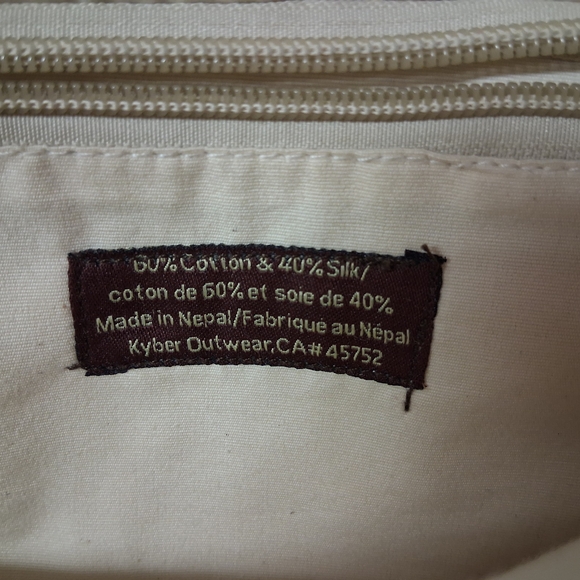 60% Cotton & 40% Silk/
coton de 60% et soie de 40%
Made in Nepal/Fabriqué au Népal
Kyber Outwear,CA# 45752